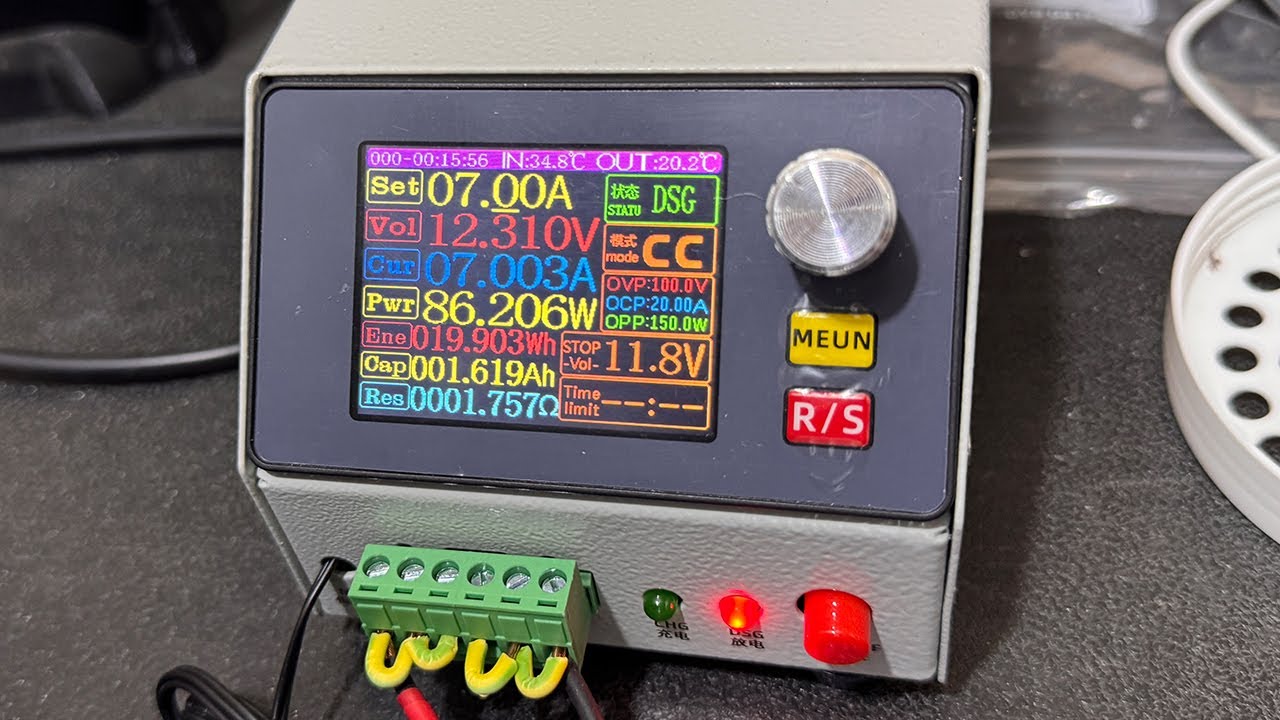 000-00:15:56 IN:34.8℃ OUT:20.2℃
Set 07.00A
状态 STATU DSG
Vol 12.310V
模式 mode CC
Cur 07.003A
OVP:100.0V
OCP:20.00A
OPP:150.0W
Pwr 86.206W
Ene 019.903Wh
STOP -Vol- 11.8V
Cap 001.619Ah
Time limit --:--
Res 0001.757Ω
MEUN
R/S
CHG
充电
DSG
放电